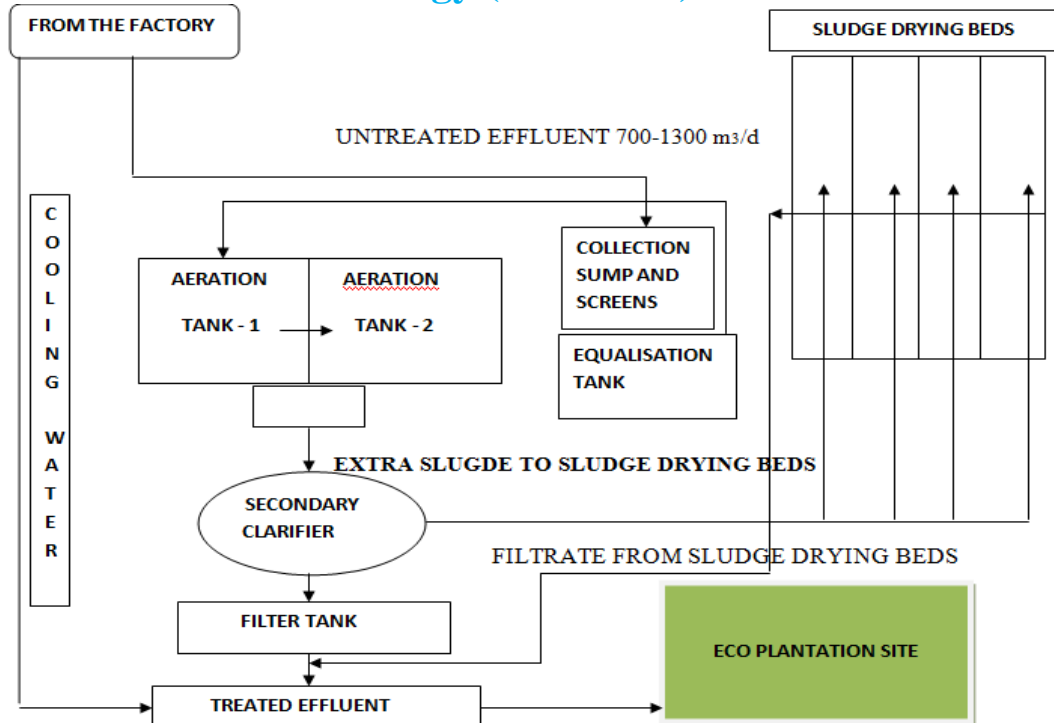 FROM THE FACTORY
SLUDGE DRYING BEDS
UNTREATED EFFLUENT 700-1300 m3/d
COOLING WATER
AERATION
TANK - 1
AERATION
TANK - 2
COLLECTION
SUMP AND
SCREENS
EQUALISATION
TANK
EXTRA SLUGDE TO SLUDGE DRYING BEDS
SECONDARY
CLARIFIER
FILTRATE FROM SLUDGE DRYING BEDS
FILTER TANK
ECO PLANTATION SITE
TREATED EFFLUENT